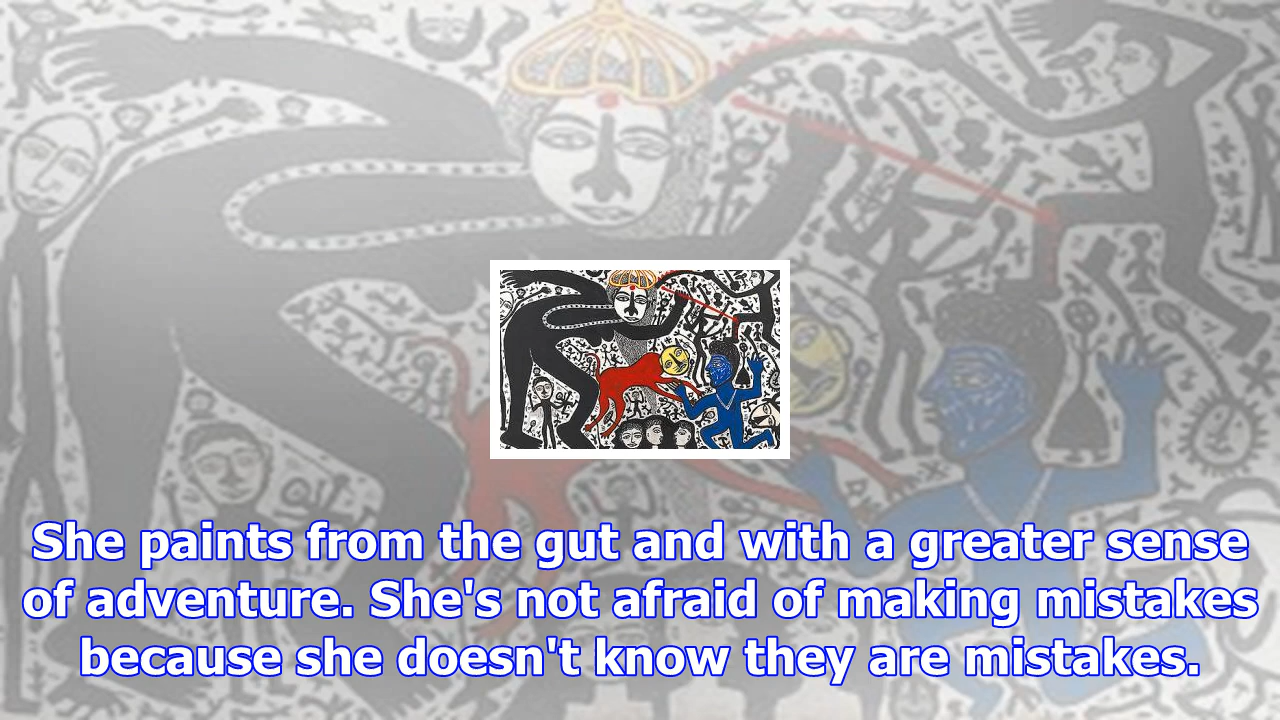 She paints from the gut and with a greater sense
of adventure. She's not afraid of making mistakes
because she doesn't know they are mistakes.